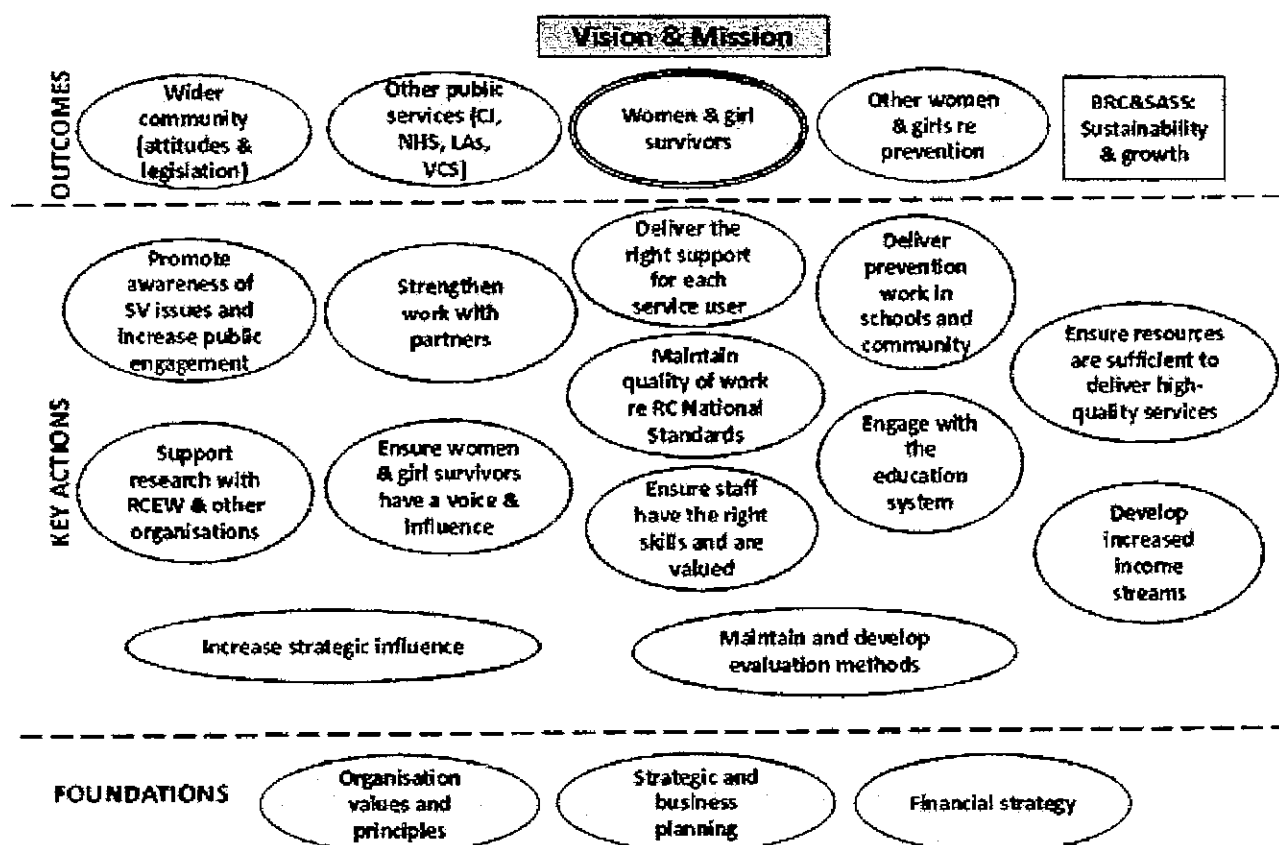 Vision & Mission
OUTCOMES
Wider
community
(attitudes &
legislation)
Other public
services (CJ,
NHS, LAs,
VCS)
Women & girl
survivors
Other women
& girls re
prevention
BRC&SASS:
Sustainability
& growth
KEY ACTIONS
Promote
awareness of
SV issues and
increase public
engagement
Strengthen
work with
partners
Deliver the
right support
for each
service user
Deliver
prevention
work in
schools and
community
Ensure resources
are sufficient to
deliver high-
quality services
Maintain
quality of work
re RC National
Standards
Support
research with
RCEW & other
organisations
Ensure women
& girl survivors
have a voice &
influence
Engage with
the
education
system
Ensure staff
have the right
skills and are
valued
Develop
increased
income
streams
Increase strategic influence
Maintain and develop
evaluation methods
FOUNDATIONS
Organisation
values and
principles
Strategic and
business
planning
Financial strategy